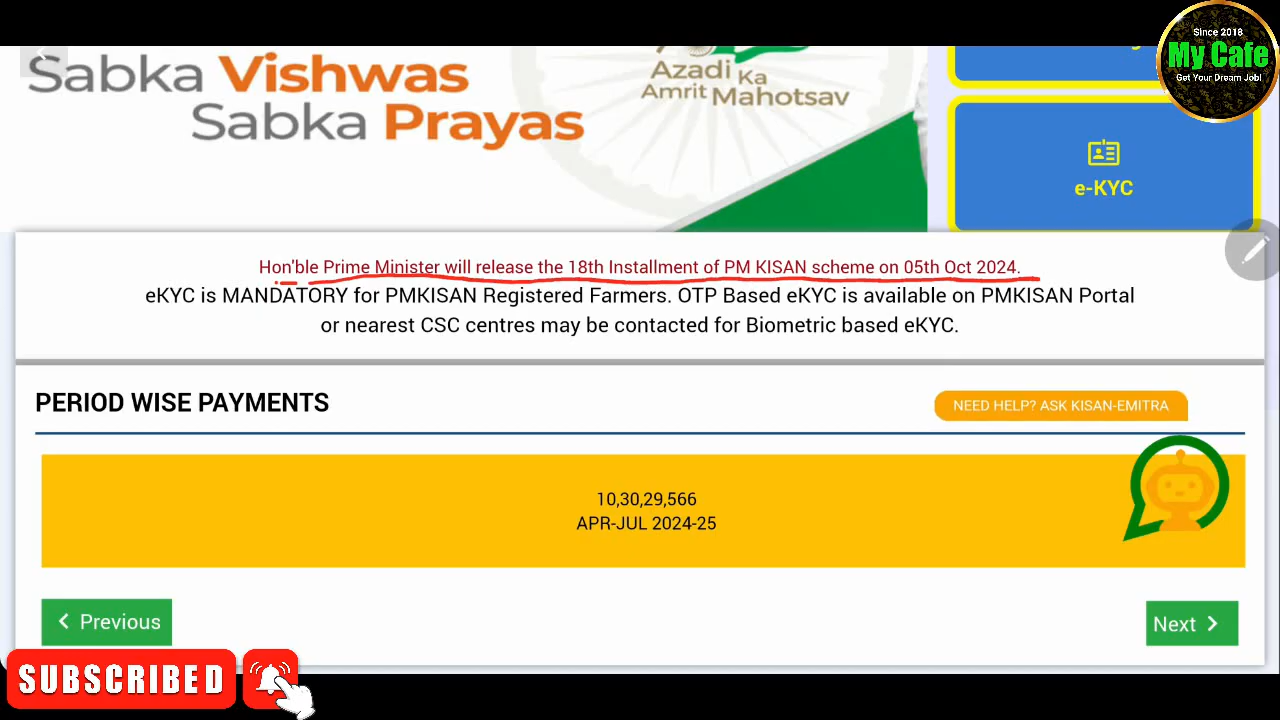 Since 2018
My Cafe
Get Your Dream Job!
Sabka Vishwas
Sabka Prayas
Azadi Ka
Amrit Mahotsav
e-KYC
Hon'ble Prime Minister will release the 18th Installment of PM KISAN scheme on 05th Oct 2024.
eKYC is MANDATORY for PMKISAN Registered Farmers. OTP Based eKYC is available on PMKISAN Portal
or nearest CSC centres may be contacted for Biometric based eKYC.
PERIOD WISE PAYMENTS
NEED HELP? ASK KISAN-EMITRA
10,30,29,566
APR-JUL 2024-25
Previous
Next
SUBSCRIBED